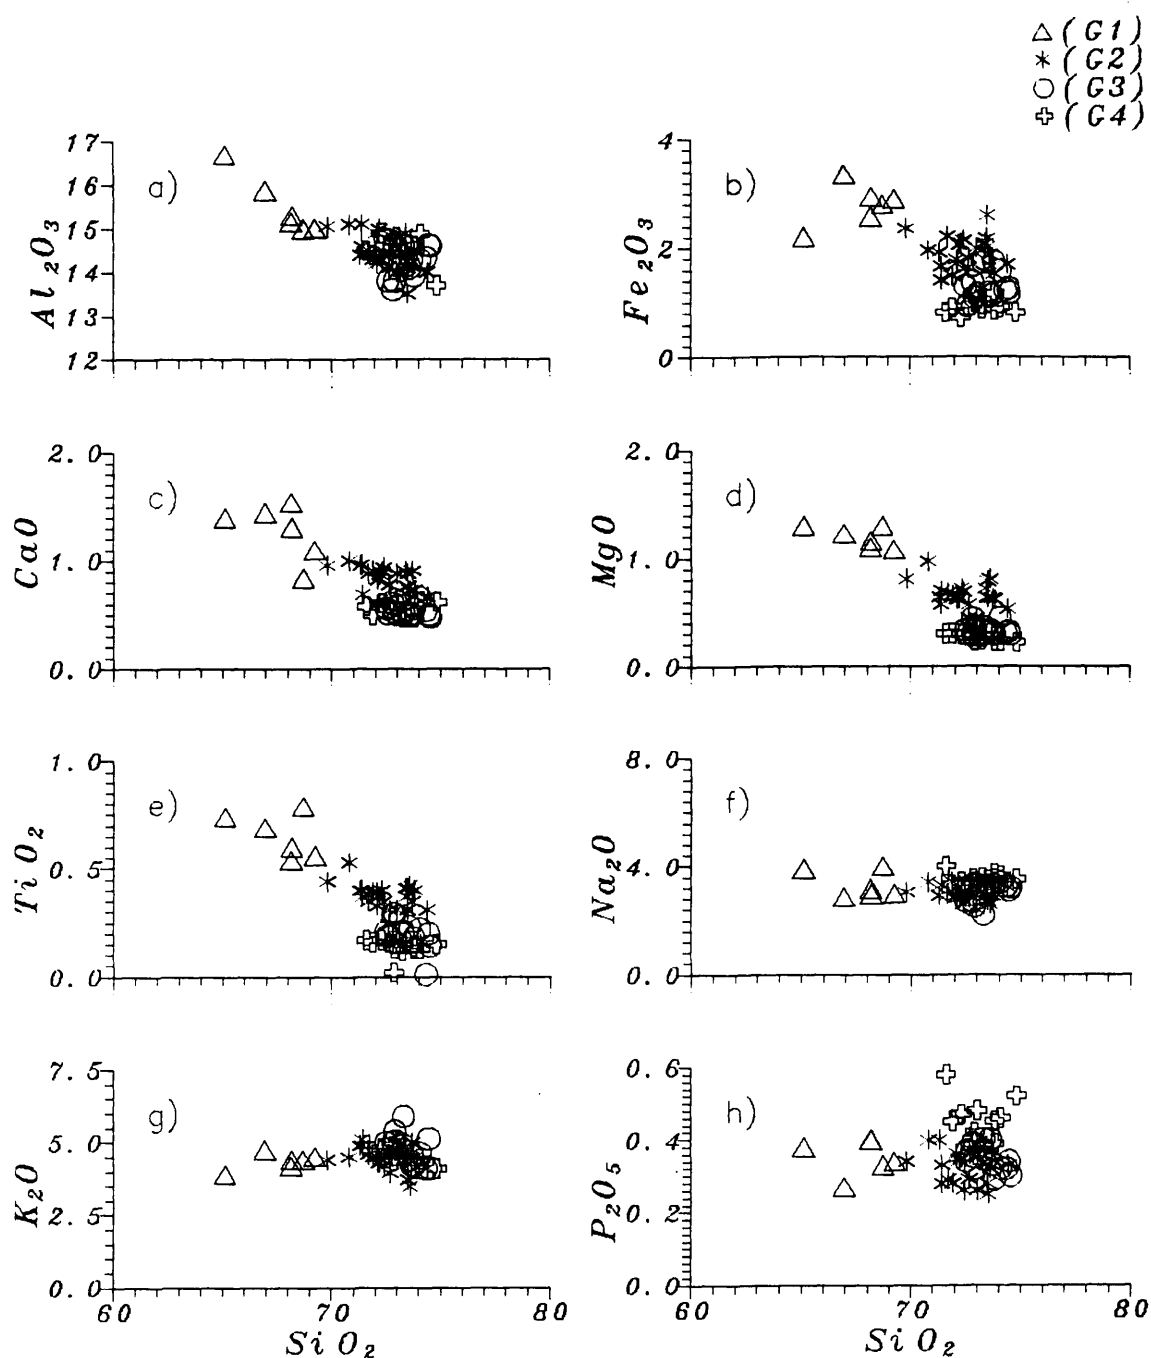 △ (G1)
* (G2)
○ (G3)
✚ (G4)
17
16
15
14
13
12
Al₂O₃
a)
4
2
0
Fe₂O₃
b)
2.0
1.0
0.0
CaO
c)
60 70 80
2.0
1.0
0.0
MgO
d)
1.0
0.5
0.0
TiO₂
e)
8.0
4.0
0.0
Na₂O
f)
7.5
5.0
2.5
0.0
K₂O
g)
60 70 80
SiO₂
0.6
0.4
0.2
0.0
P₂O₅
h)
60 70 80
SiO₂